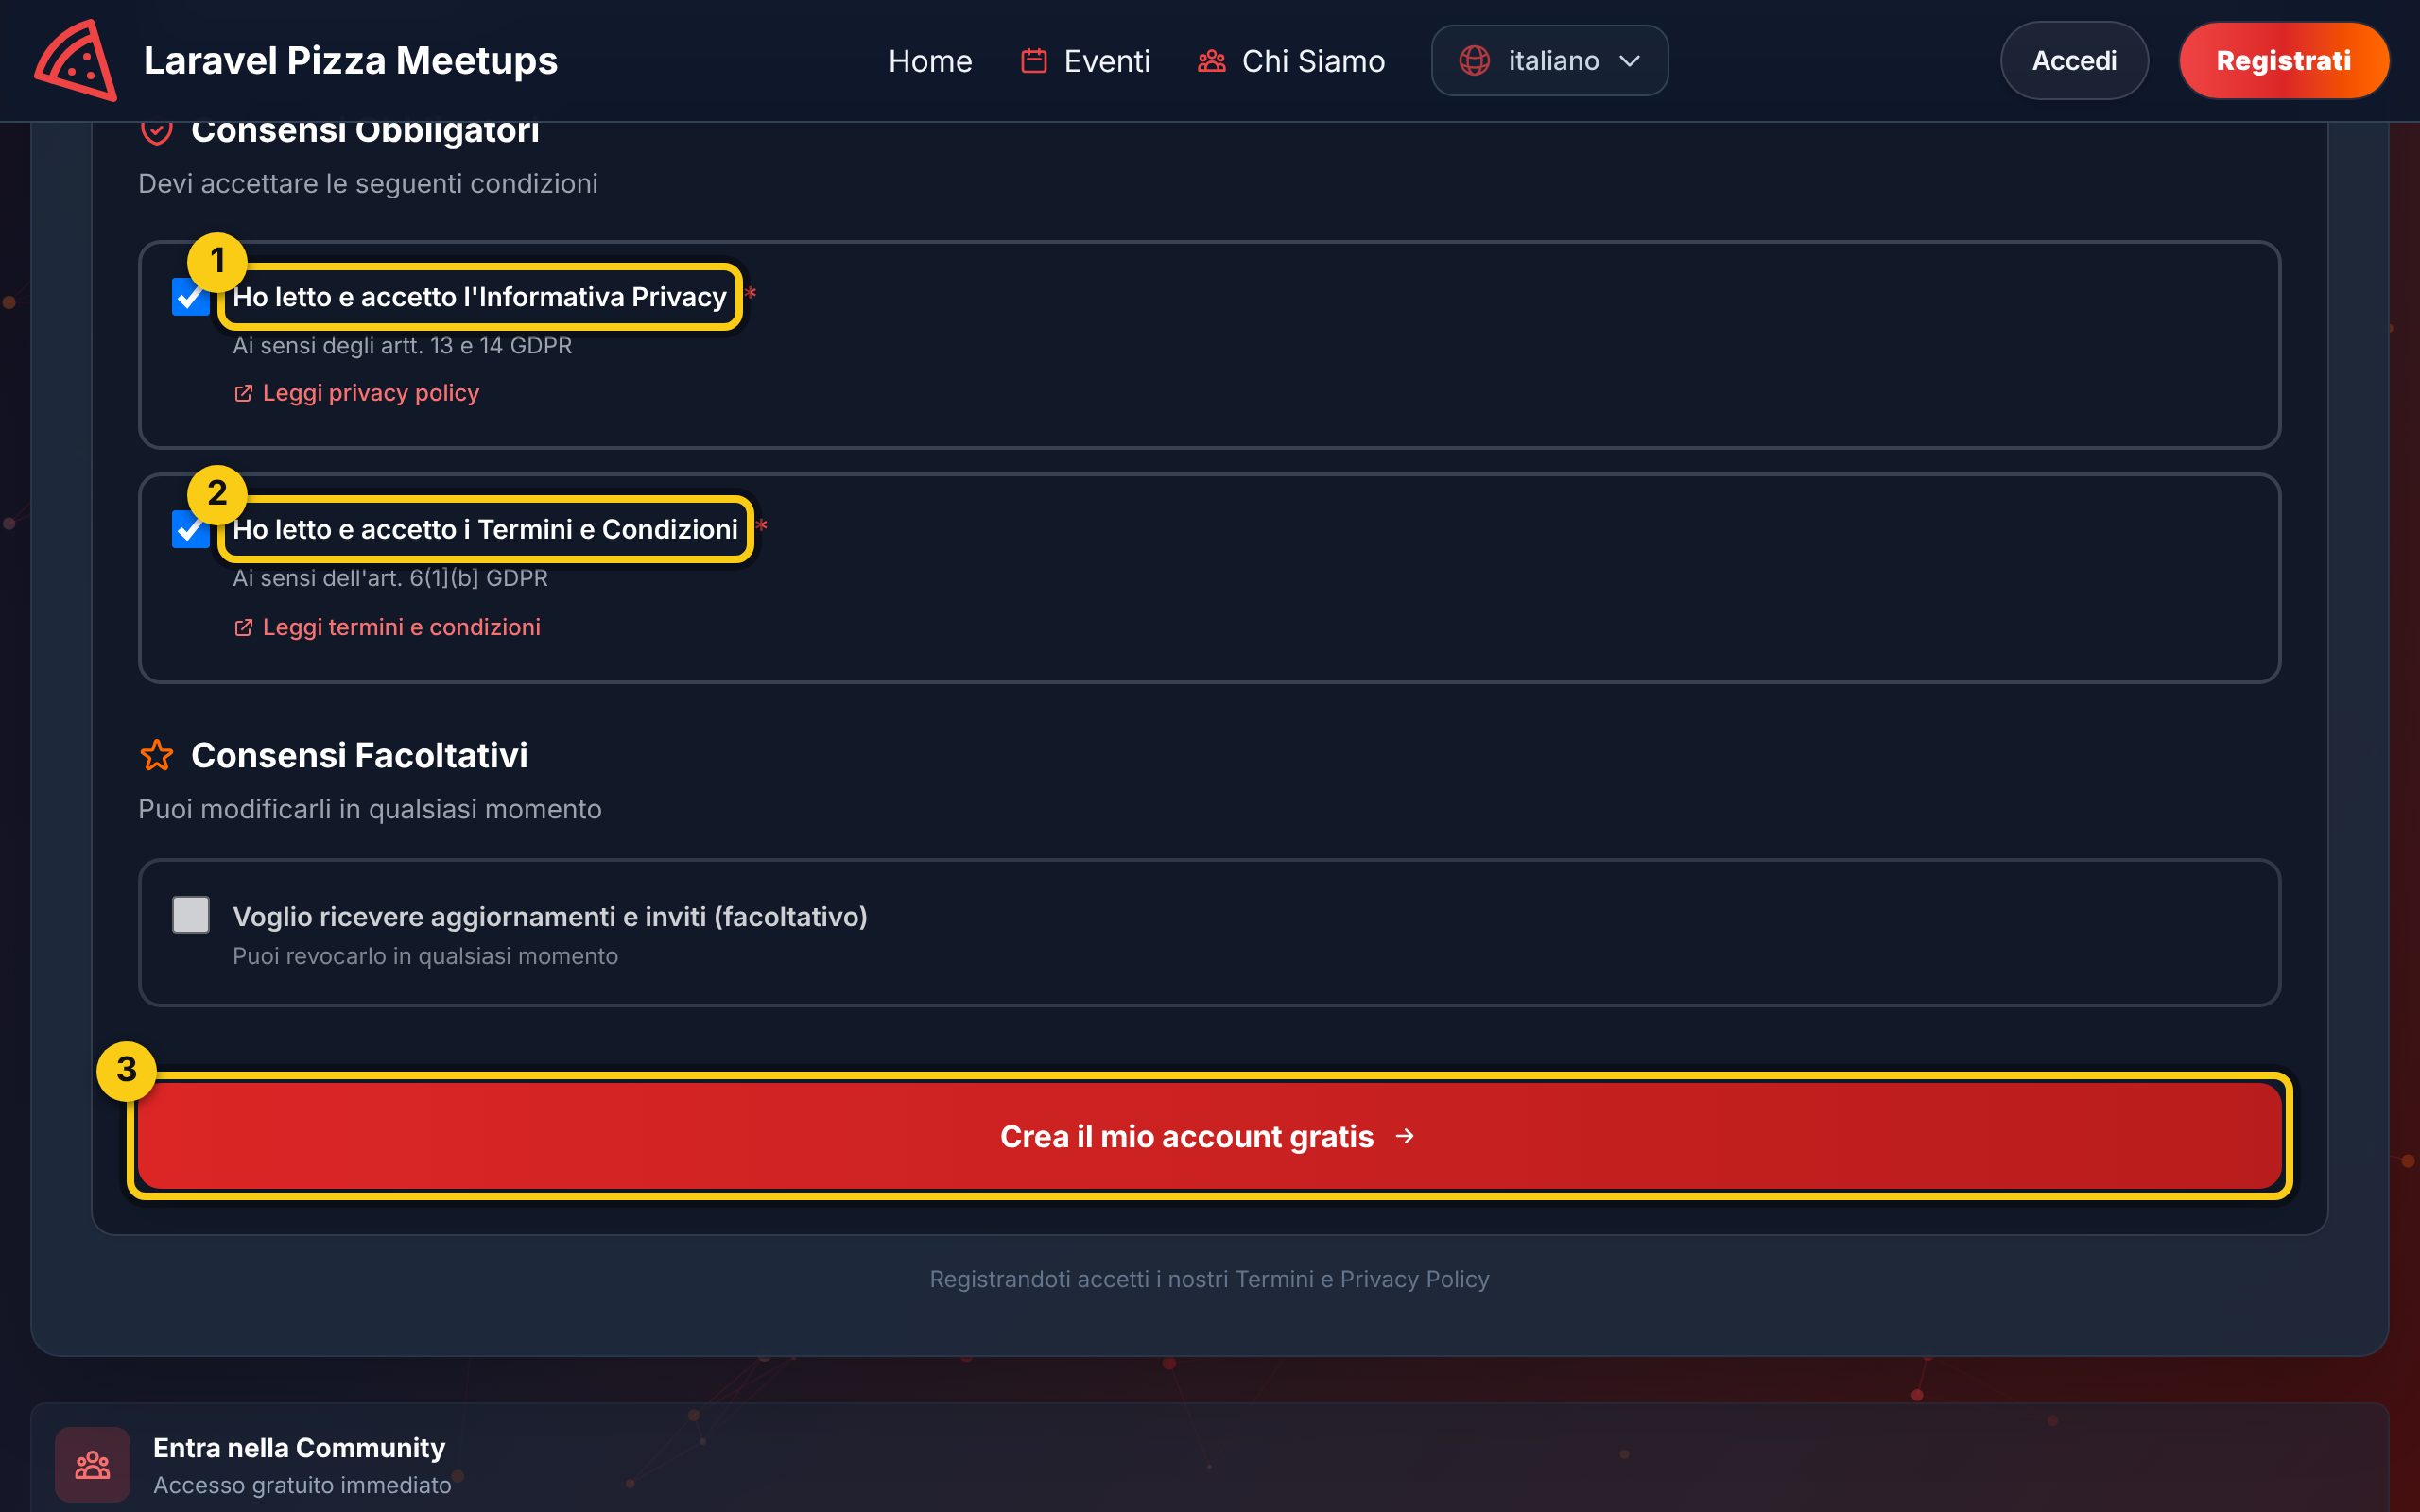 Laravel Pizza Meetups
Home
Eventi
Chi Siamo
italiano
Accedi
Registrati
Consensi Obbligatori
Devi accettare le seguenti condizioni
1
Ho letto e accetto l'Informativa Privacy *
Ai sensi degli artt. 13 e 14 GDPR
Leggi privacy policy
2
Ho letto e accetto i Termini e Condizioni *
Ai sensi dell'art. 6(1](b] GDPR
Leggi termini e condizioni
Consensi Facoltativi
Puoi modificarli in qualsiasi momento
Voglio ricevere aggiornamenti e inviti (facoltativo)
Puoi revocarlo in qualsiasi momento
3
Crea il mio account gratis →
Registrandoti accetti i nostri Termini e Privacy Policy
Entra nella Community
Accesso gratuito immediato